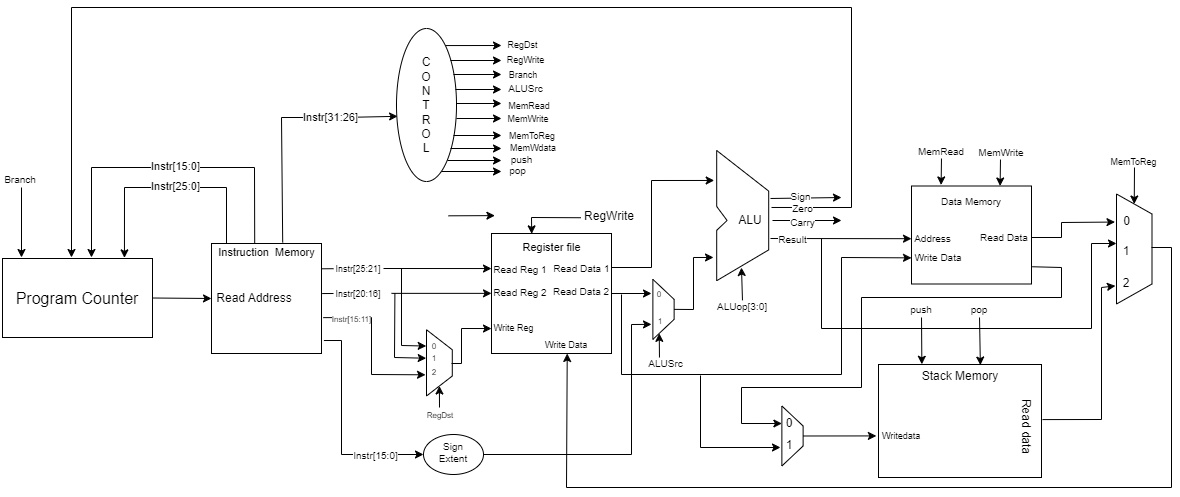 C
O
N
T
R
O
L
RegDst
RegWrite
Branch
ALUSrc
MemRead
MemWrite
MemToReg
MemWdata
push
pop
Instr[31:26]
Instr[15:0]
Instr[25:0]
Branch
Program Counter
Instruction Memory
Read Address
Instr[25:21]
Instr[20:16]
Instr[15:11]
Instr[15:0]
0
1
2
RegDst
Sign
Extent
RegWrite
Register file
Read Reg 1 Read Data 1
Read Reg 2 Read Data 2
Write Reg
Write Data
0
1
ALUSrc
ALU
ALUop[3:0]
Sign
Zero
Carry
Result
MemRead
MemWrite
Data Memory
Address
Read Data
Write Data
MemToReg
0
1
2
push
pop
Stack Memory
Read data
Writedata
0
1